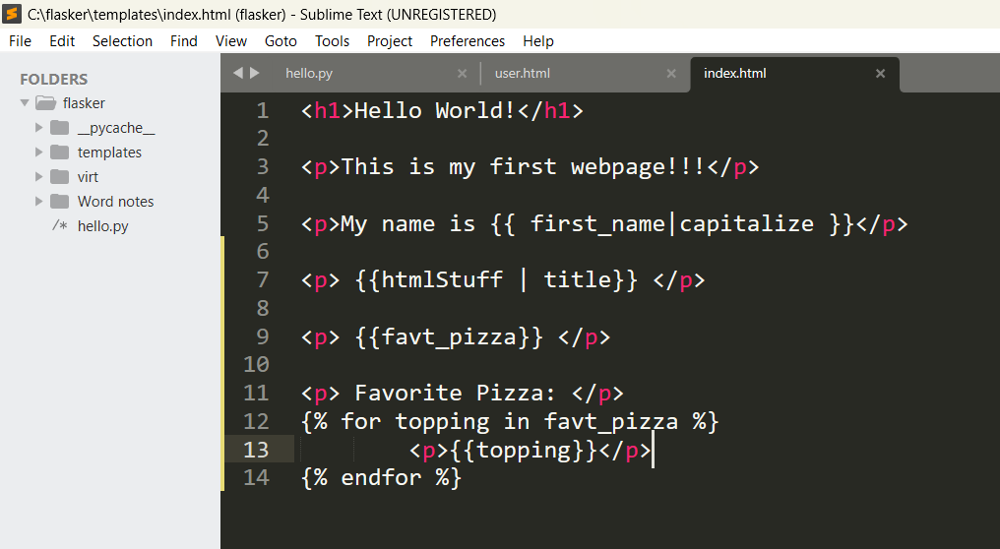 C:\flasker\templates\index.html (flasker) - Sublime Text (UNREGISTERED)
File Edit Selection Find View Goto Tools Project Preferences Help
FOLDERS
flasker
__pycache__
templates
virt
Word notes
/* hello.py
hello.py × user.html × index.html ×
1 <h1>Hello World!</h1>
2
3 <p>This is my first webpage!!!</p>
4
5 <p>My name is {{ first_name|capitalize }}</p>
6
7 <p> {{htmlStuff | title}} </p>
8
9 <p> {{favt_pizza}} </p>
10
11 <p> Favorite Pizza: </p>
12 {% for topping in favt_pizza %}
13         <p>{{topping}}</p>
14 {% endfor %}